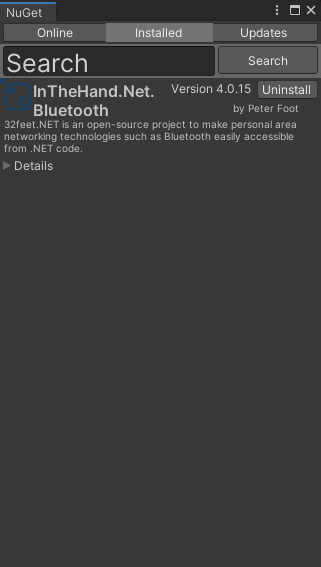 NuGet
Online Installed Updates
Search Search
InTheHand.Net. Version 4.0.15 Uninstall
Bluetooth by Peter Foot
32feet.NET is an open-source project to make personal area
networking technologies such as Bluetooth easily accessible
from .NET code.
Details